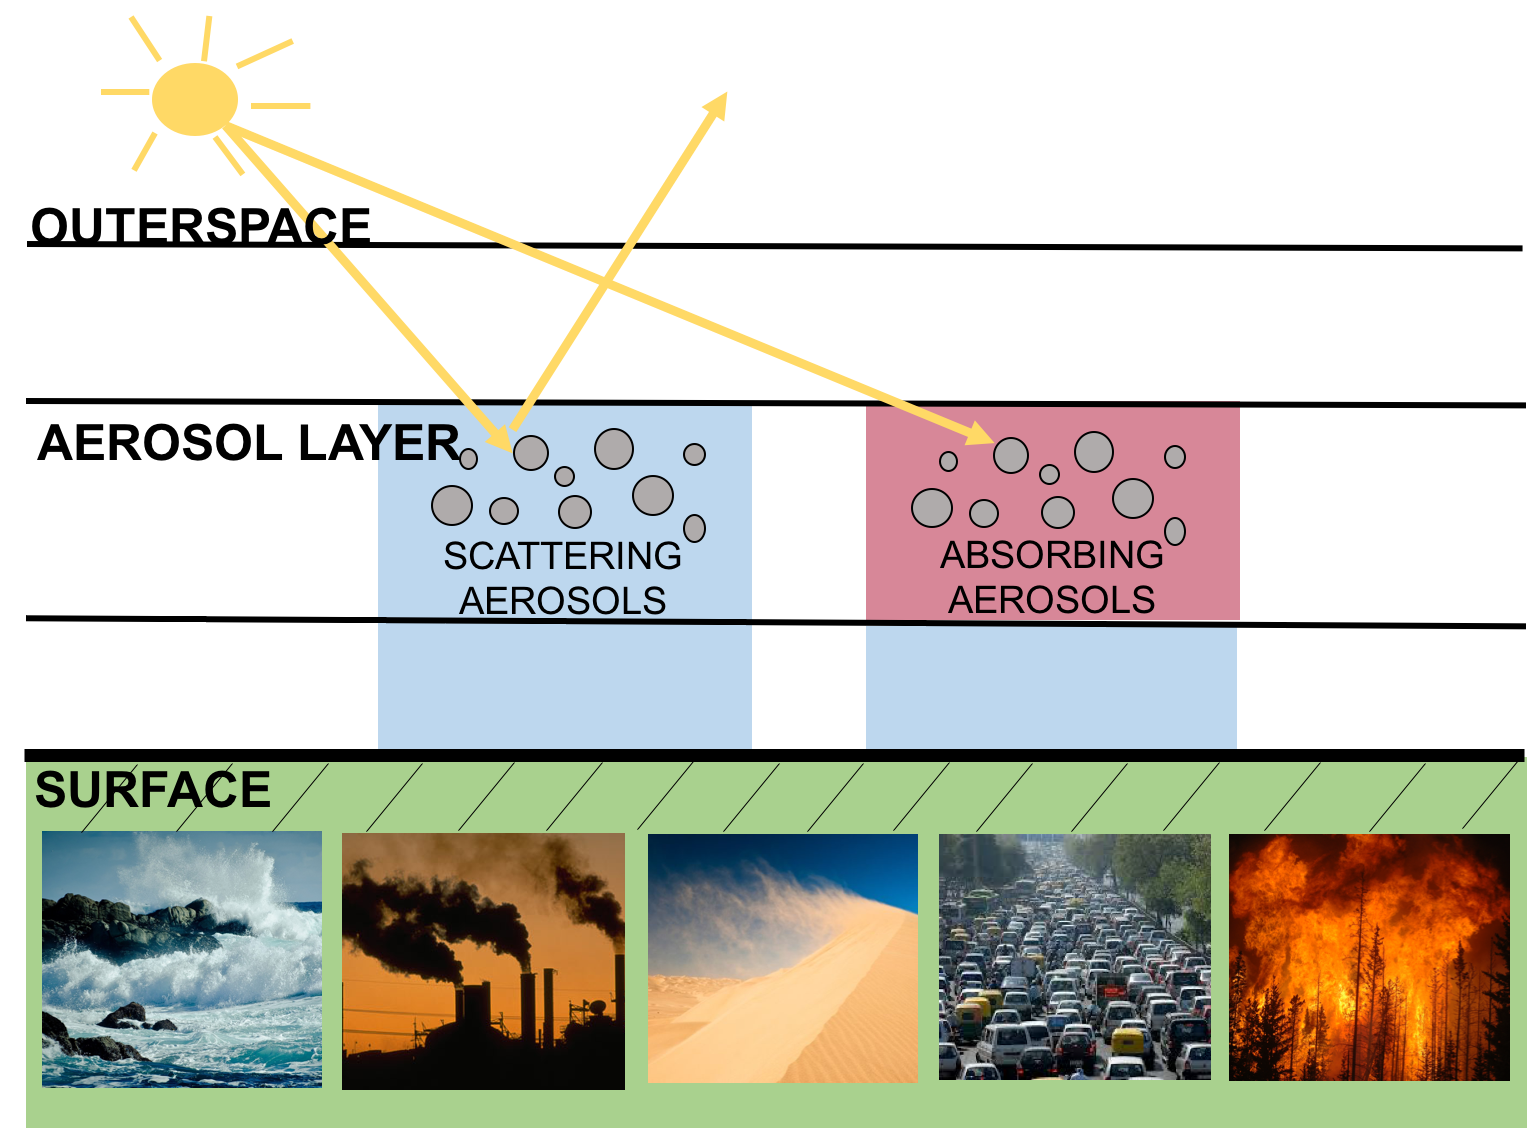 OUTERSPACE
AEROSOL LAYER
SCATTERING
AEROSOLS
ABSORBING
AEROSOLS
SURFACE